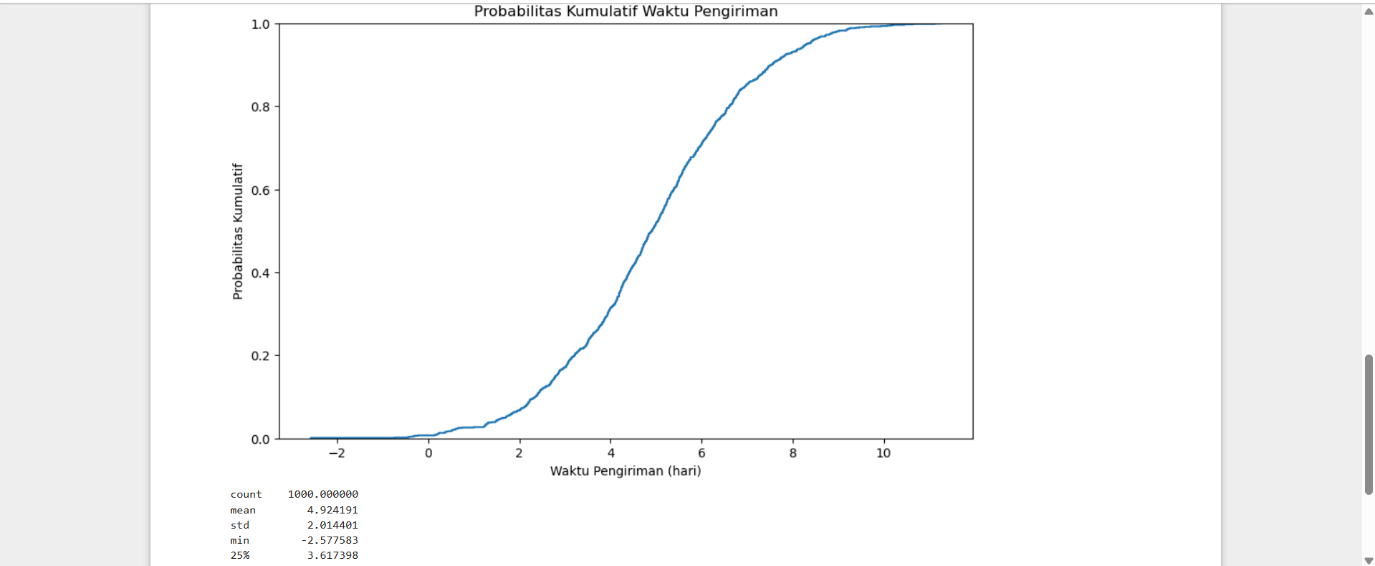 Probabilitas Kumulatif Waktu Pengiriman
1.0
0.8
0.6
0.4
0.2
0.0
Probabilitas Kumulatif
−2 0 2 4 6 8 10
Waktu Pengiriman (hari)
count 1000.000000
mean 4.924191
std 2.014401
min -2.577583
25% 3.617398